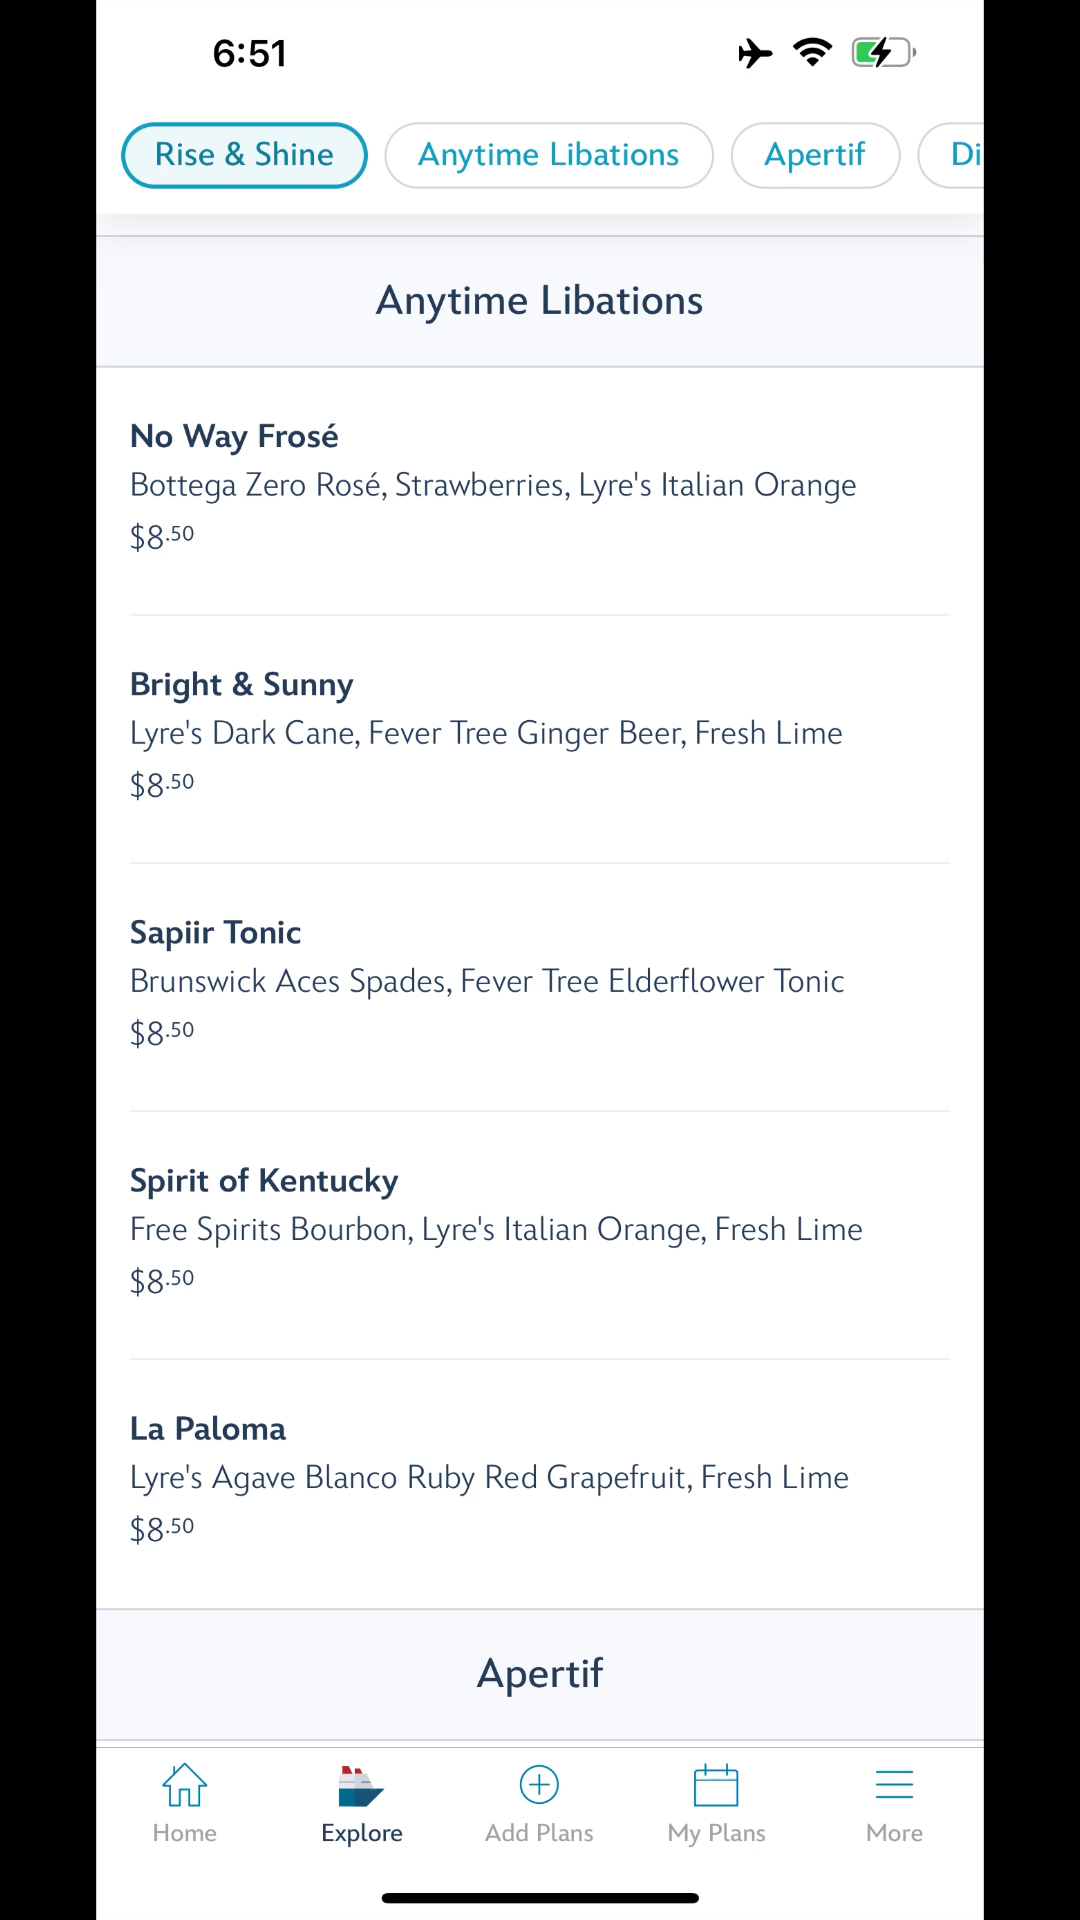 6:51
Rise & Shine
Anytime Libations
Apertif
Di
Anytime Libations
No Way Frosé
Bottega Zero Rosé, Strawberries, Lyre's Italian Orange
$8.50
Bright & Sunny
Lyre's Dark Cane, Fever Tree Ginger Beer, Fresh Lime
$8.50
Sapiir Tonic
Brunswick Aces Spades, Fever Tree Elderflower Tonic
$8.50
Spirit of Kentucky
Free Spirits Bourbon, Lyre's Italian Orange, Fresh Lime
$8.50
La Paloma
Lyre's Agave Blanco Ruby Red Grapefruit, Fresh Lime
$8.50
Apertif
Home
Explore
Add Plans
My Plans
More